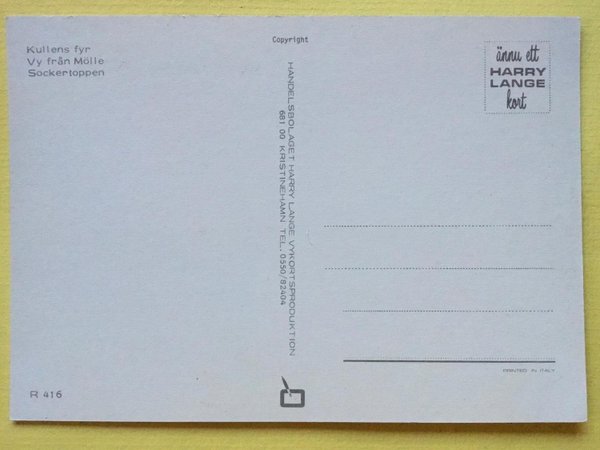 Kullens fyr
Vy från Mölle
Sockertoppen
Copyright
HANDELSBOLAGET HARRY LANGE VYKORTSPRODUKTION
681 00 KRISTINEHAMN TEL. 0550/82404
ännu ett
HARRY
LANGE
kort
PRINTED IN ITALY
R 416